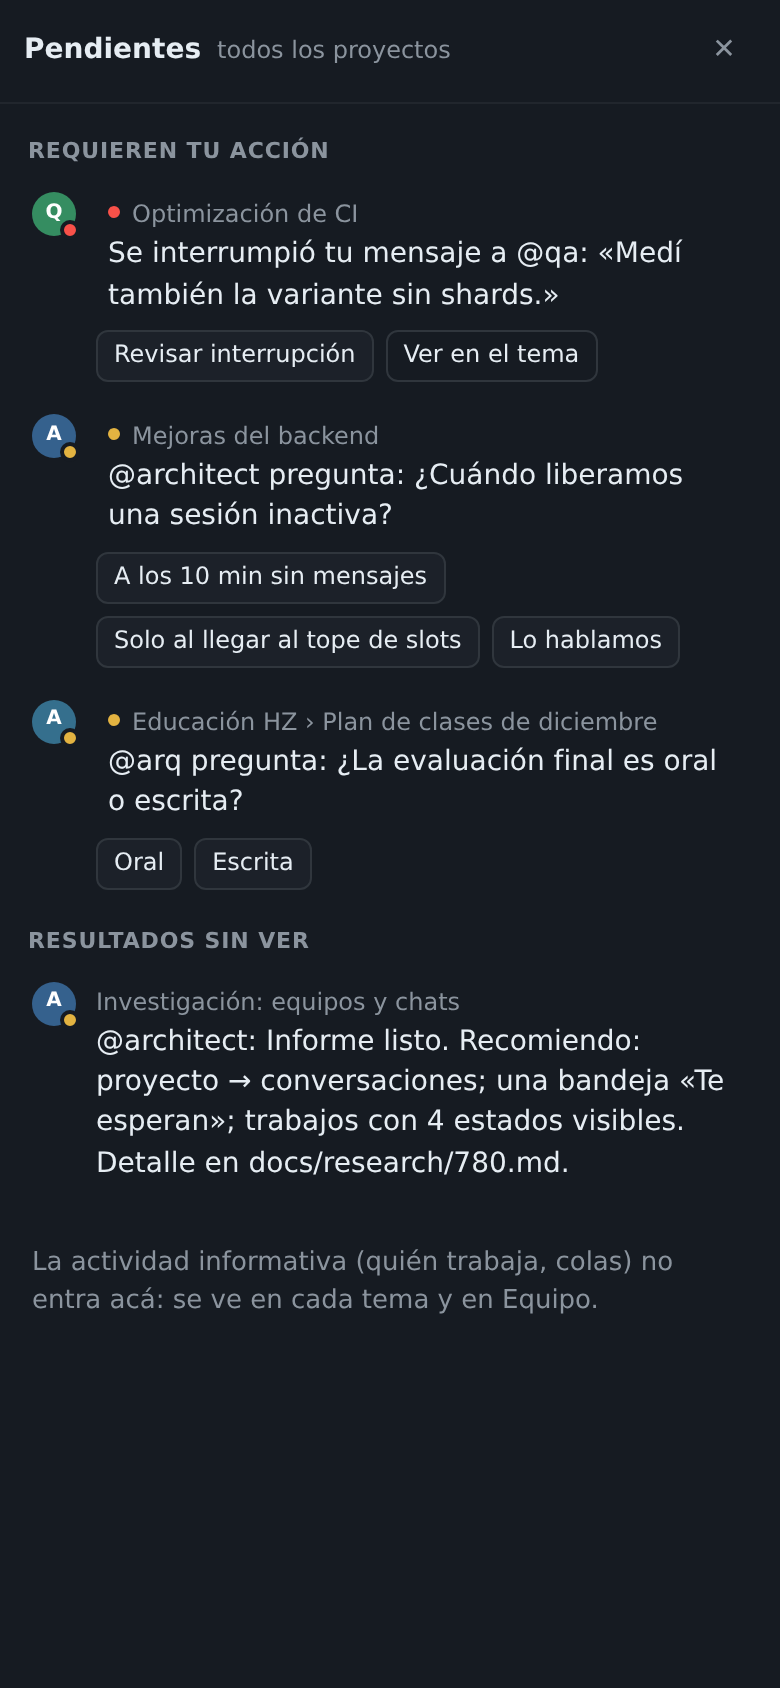 Pendientes todos los proyectos ✕
REQUIEREN TU ACCIÓN
Q
Optimización de CI
Se interrumpió tu mensaje a @qa: «Medí
también la variante sin shards.»
Revisar interrupción Ver en el tema
A
Mejoras del backend
@architect pregunta: ¿Cuándo liberamos
una sesión inactiva?
A los 10 min sin mensajes
Solo al llegar al tope de slots Lo hablamos
A
Educación HZ › Plan de clases de diciembre
@arq pregunta: ¿La evaluación final es oral
o escrita?
Oral Escrita
RESULTADOS SIN VER
A
Investigación: equipos y chats
@architect: Informe listo. Recomiendo:
proyecto → conversaciones; una bandeja «Te
esperan»; trabajos con 4 estados visibles.
Detalle en docs/research/780.md.
La actividad informativa (quién trabaja, colas) no
entra acá: se ve en cada tema y en Equipo.